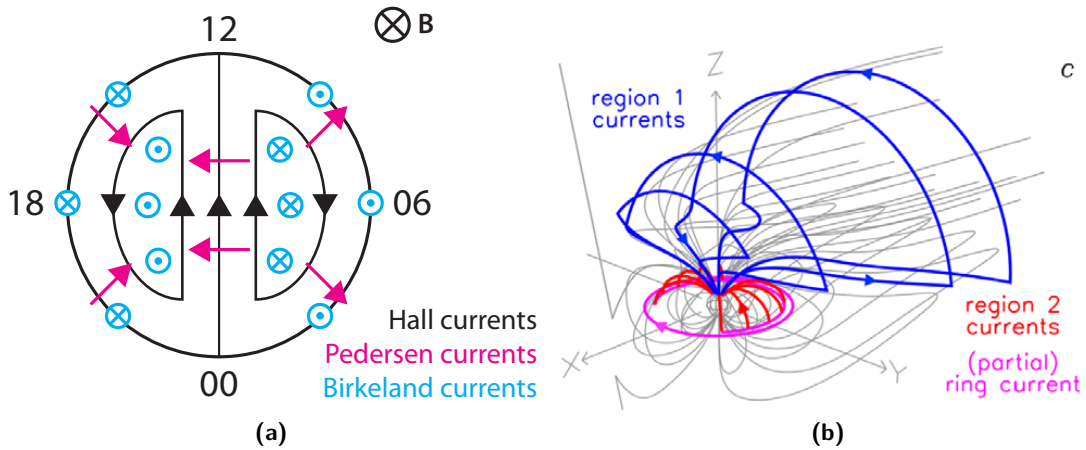 12
B
18
06
00
Hall currents
Pedersen currents
Birkeland currents
(a)
c
Z
region 1
currents
X
Y
region 2
currents
(partial)
ring current
(b)